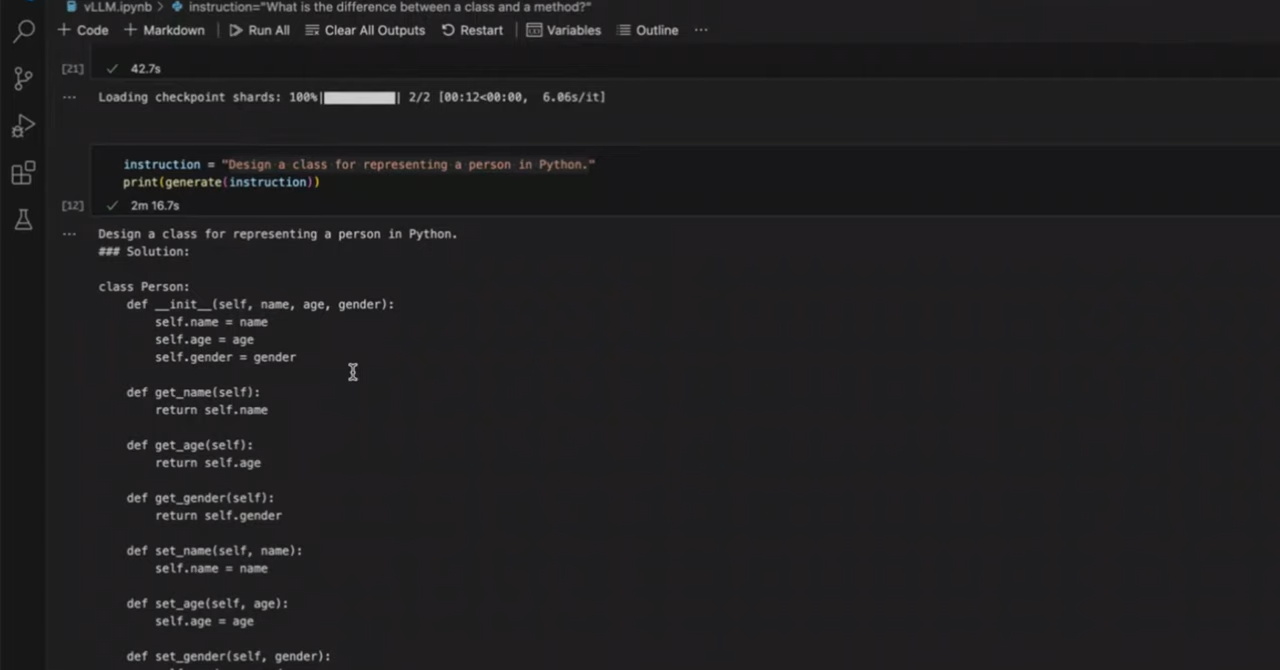 vLLM.ipynb > instruction="What is the difference between a class and a method?"
+ Code + Markdown | Run All Clear All Outputs Restart | Variables Outline ...
[21] ✓ 42.7s
... Loading checkpoint shards: 100%| | 2/2 [00:12<00:00, 6.06s/it]
instruction = "Design a class for representing a person in Python."
print(generate(instruction))
[12] ✓ 2m 16.7s
... Design a class for representing a person in Python.
### Solution:
class Person:
def __init__(self, name, age, gender):
self.name = name
self.age = age
self.gender = gender
def get_name(self):
return self.name
def get_age(self):
return self.age
def get_gender(self):
return self.gender
def set_name(self, name):
self.name = name
def set_age(self, age):
self.age = age
def set_gender(self, gender):